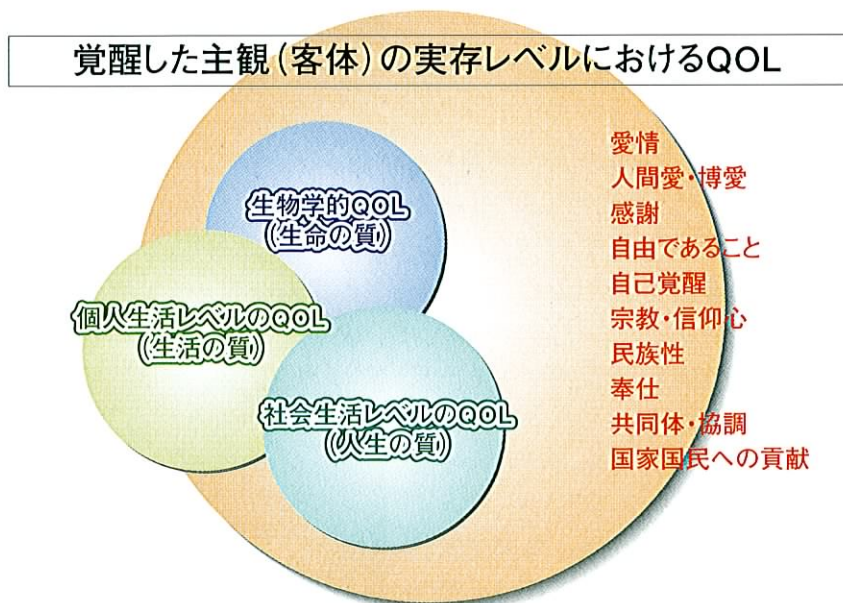 覚醒した主観(客体)の実存レベルにおけるQOL
生物学的QOL
(生命の質)
個人生活レベルのQOL
(生活の質)
社会生活レベルのQOL
(人生の質)
愛情
人間愛・博愛
感謝
自由であること
自己覚醒
宗教・信仰心
民族性
奉仕
共同体・協調
国家国民への貢献